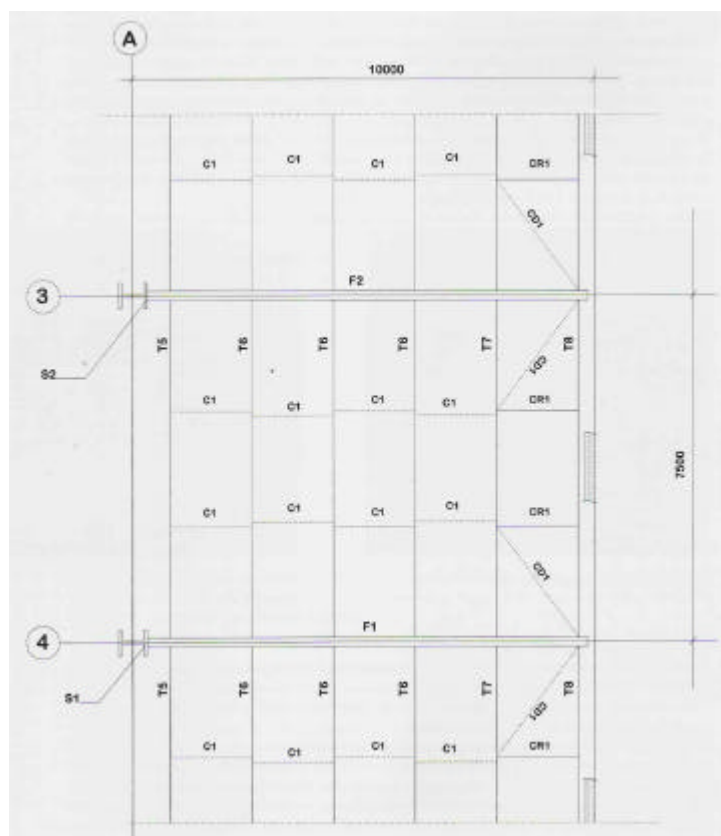 A
10000
C1 C1 C1 C1 CR1
CD1
3
F2
S2
T5 T6 T6 T6 T7 T8
CD1
C1 C1 C1 C1 CR1
7500
C1 C1 C1 C1 CR1
CD1
4
F1
S1
T5 T6 T6 T6 T7 T8
CD1
C1 C1 C1 C1 CR1